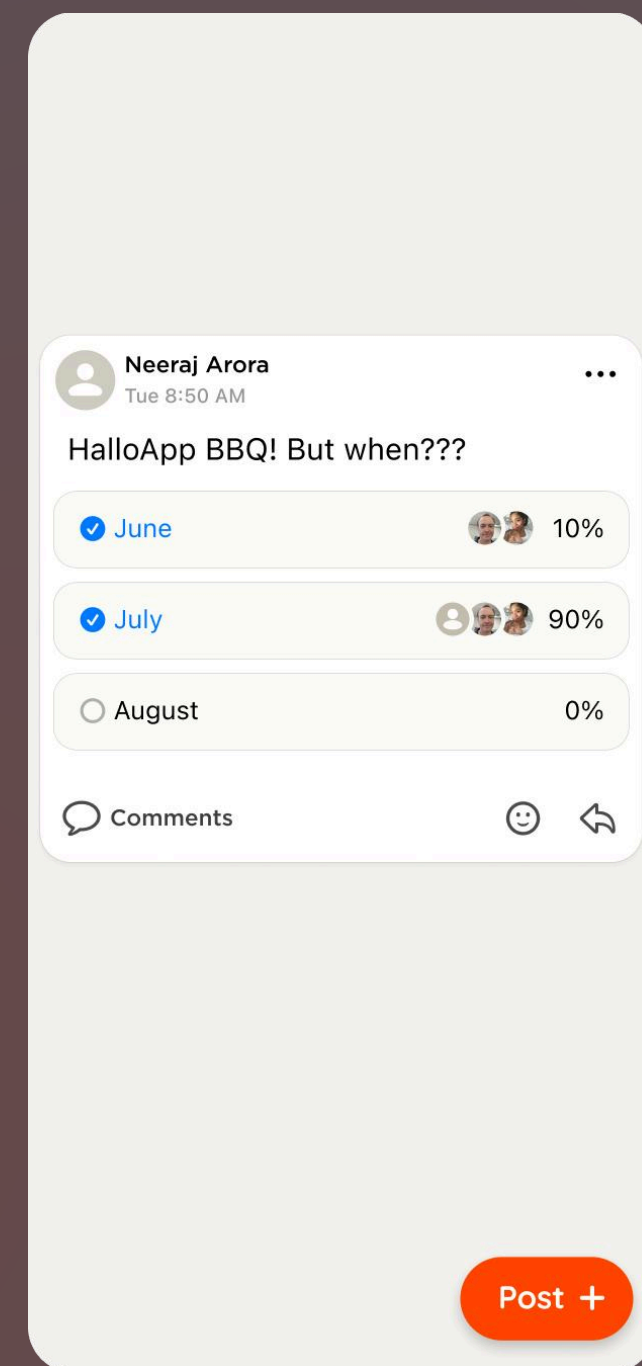 Neeraj Arora
Tue 8:50 AM
HalloApp BBQ! But when???
June 10%
July 90%
August 0%
Comments
Post +